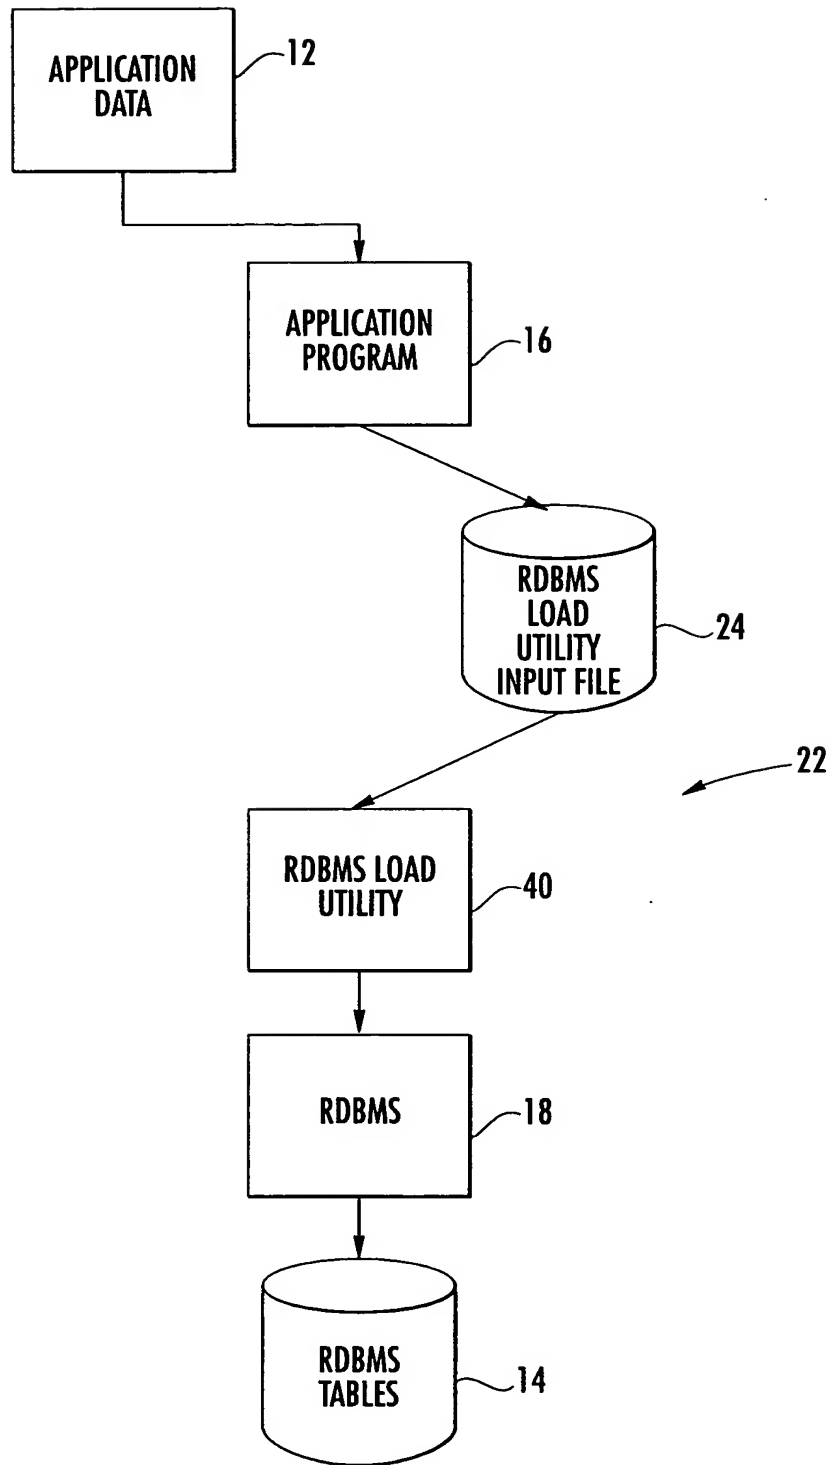 APPLICATION
DATA
12
APPLICATION
PROGRAM
16
RDBMS
LOAD
UTILITY
INPUT FILE
24
22
RDBMS LOAD
UTILITY
40
RDBMS
18
RDBMS
TABLES
14